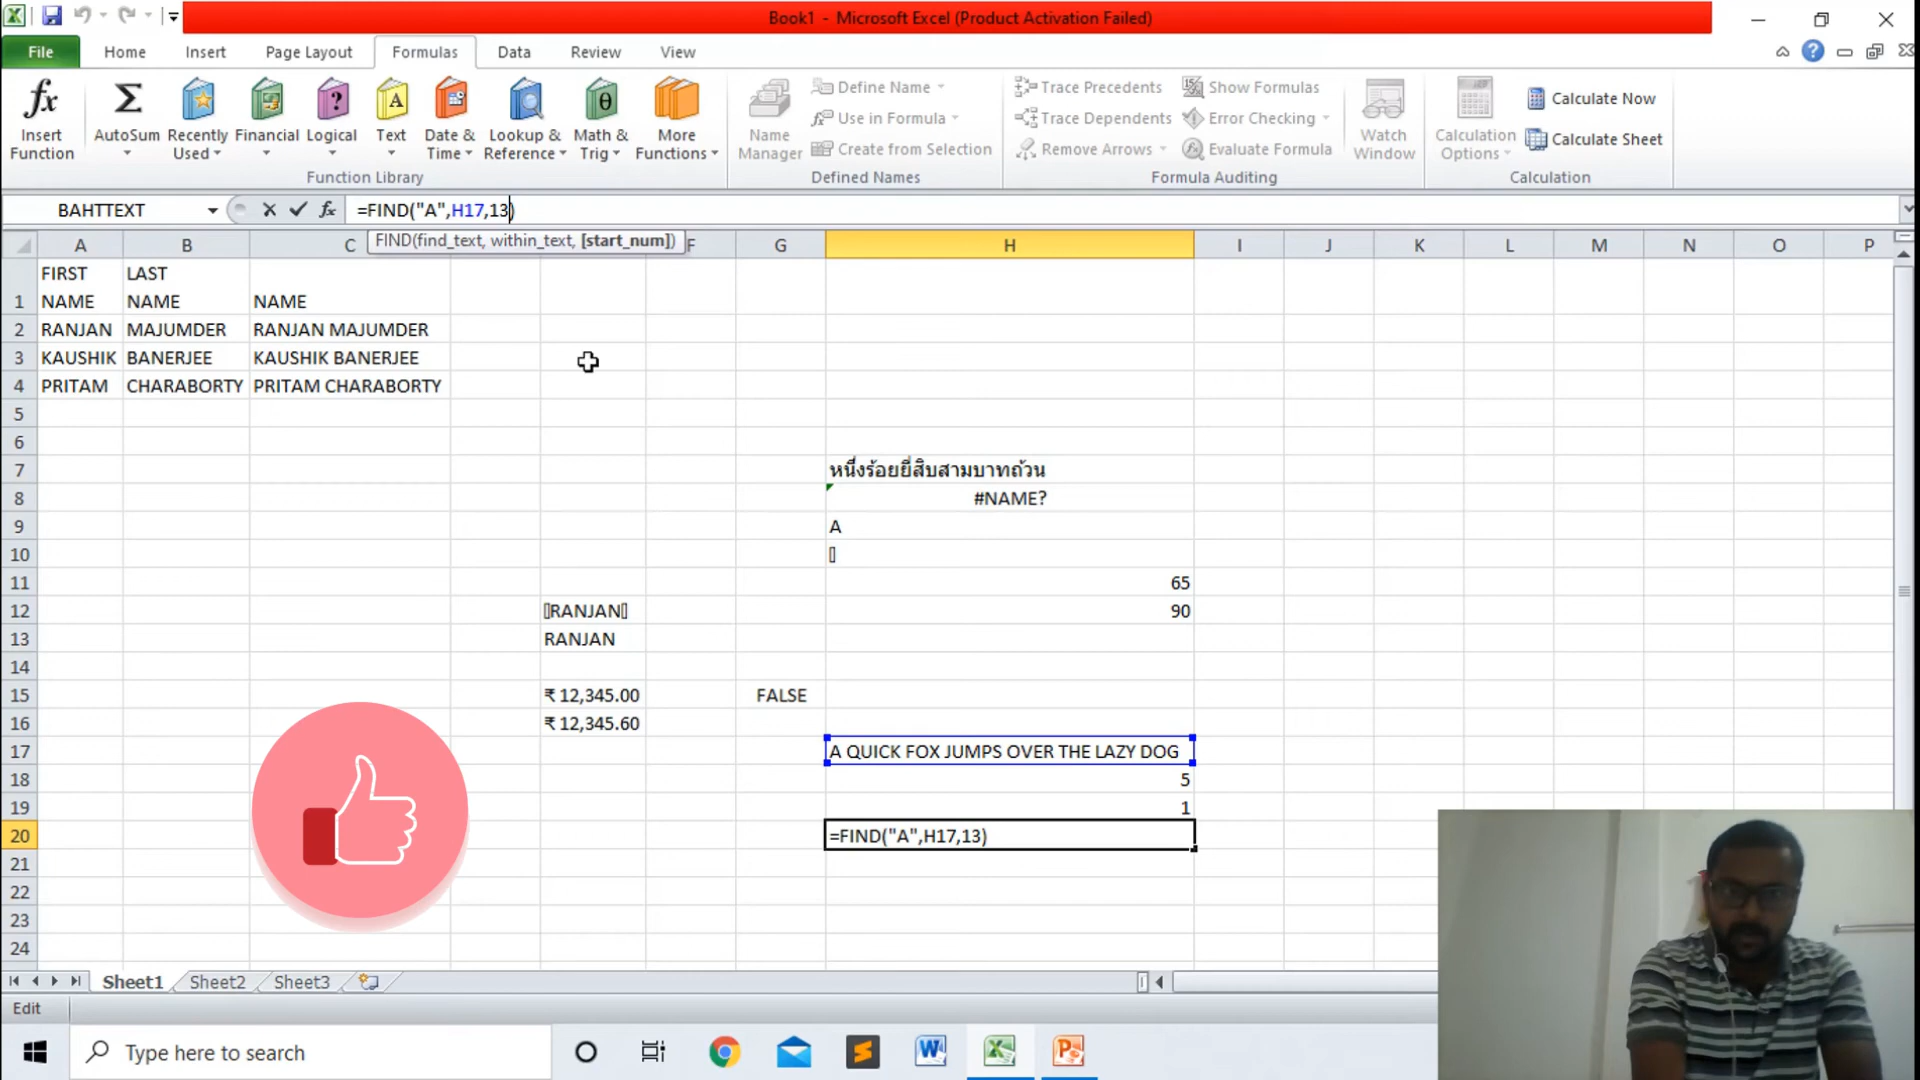 Book1 - Microsoft Excel (Product Activation Failed)
File Home Insert Page Layout Formulas Data Review View
Insert Function
AutoSum
Recently Used
Financial
Logical
Text
Date & Time
Lookup & Reference
Math & Trig
More Functions
Function Library
Name Manager
Define Name
Use in Formula
Create from Selection
Defined Names
Trace Precedents
Trace Dependents
Remove Arrows
Show Formulas
Error Checking
Evaluate Formula
Formula Auditing
Watch Window
Calculation Options
Calculate Now
Calculate Sheet
Calculation
BAHTTEXT fx =FIND("A",H17,13)
FIND(find_text, within_text, [start_num])
A B C F G H I J K L M N O P
1 FIRST NAME LAST NAME NAME
2 RANJAN MAJUMDER RANJAN MAJUMDER
3 KAUSHIK BANERJEE KAUSHIK BANERJEE
4 PRITAM CHARABORTY PRITAM CHARABORTY
5
6
7 หนึ่งร้อยยี่สิบสามบาทถ้วน
8 #NAME?
9 A
10
11 65
12 RANJAN 90
13 RANJAN
14
15 ₹ 12,345.00 FALSE
16 ₹ 12,345.60
17 A QUICK FOX JUMPS OVER THE LAZY DOG
18 5
19 1
20 =FIND("A",H17,13)
21
22
23
24
Sheet1 Sheet2 Sheet3
Edit
Type here to search